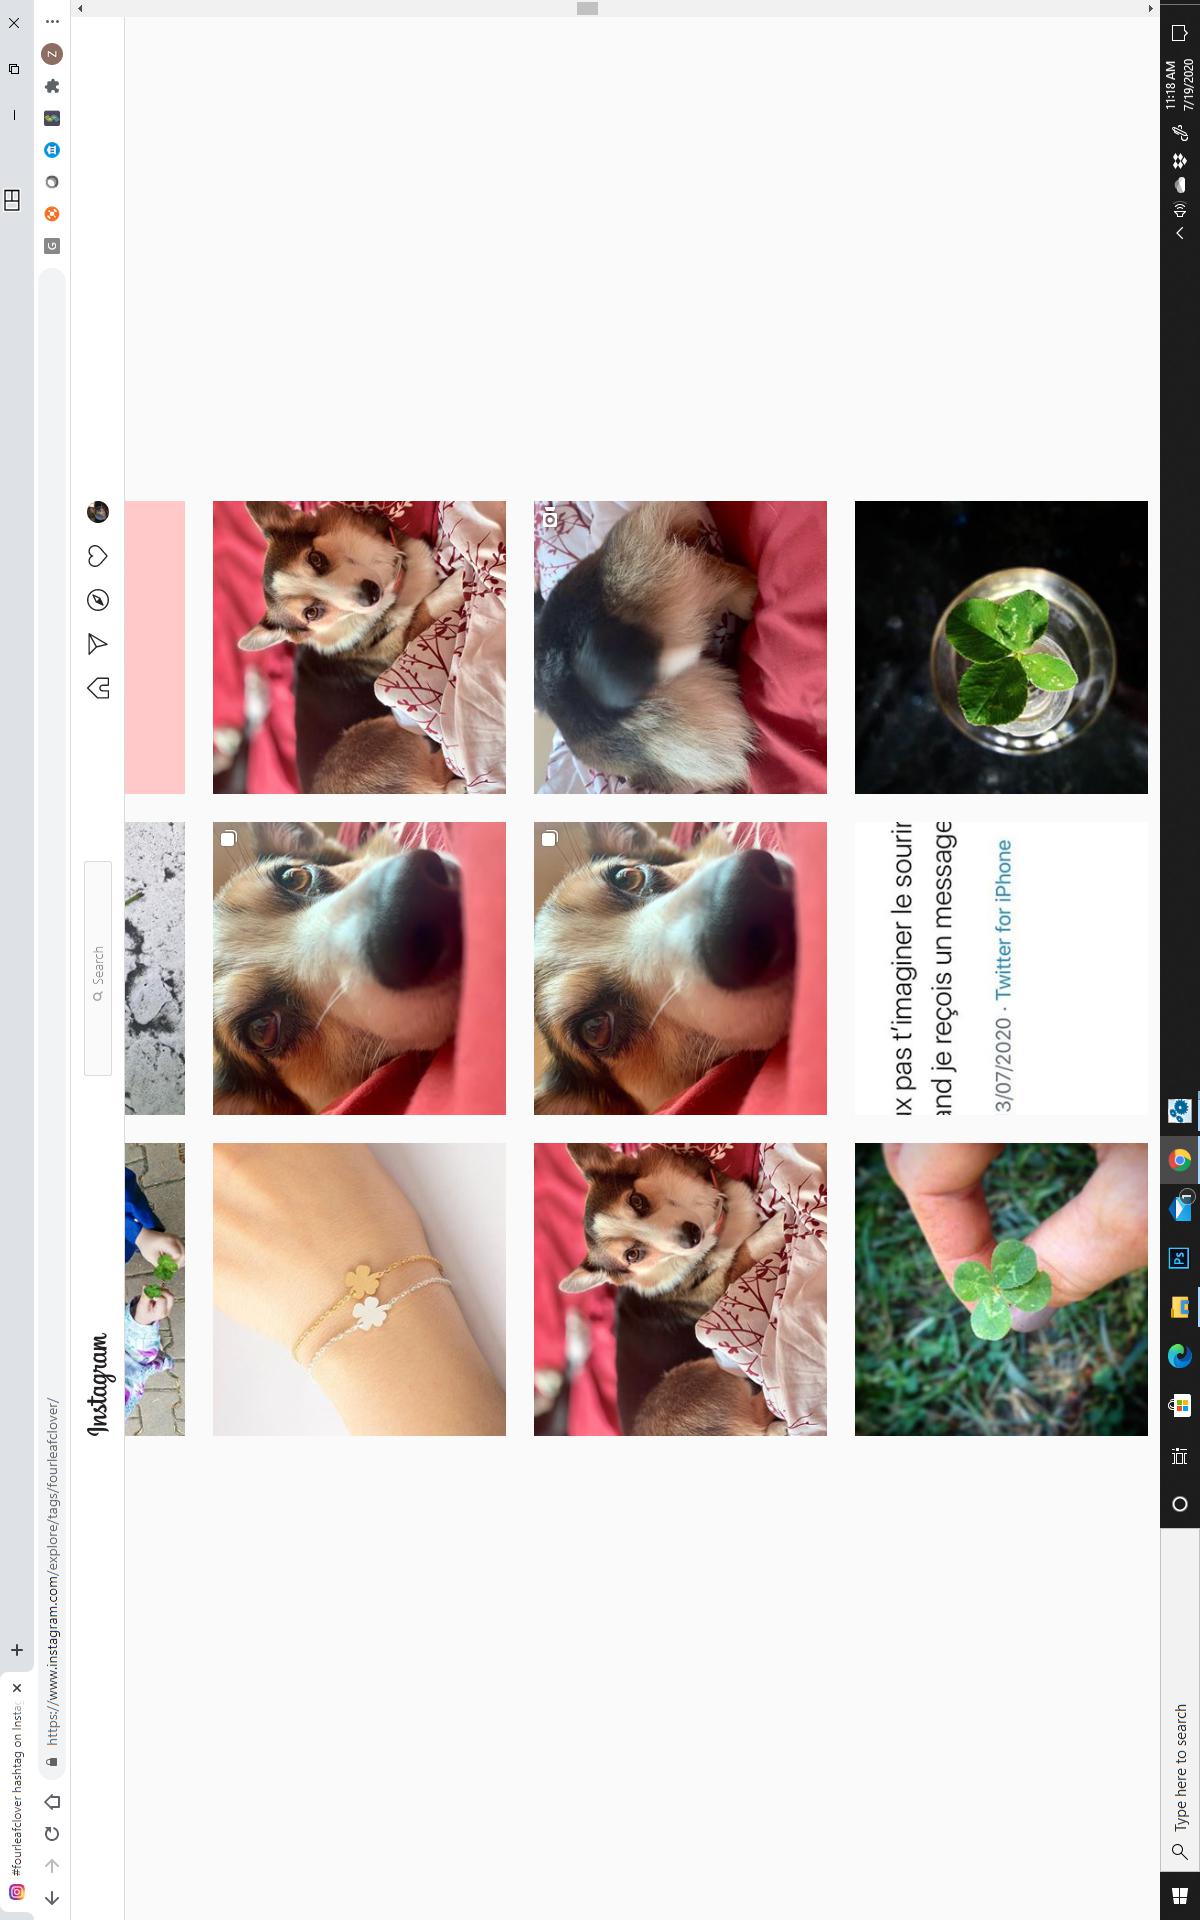 #fourleafclover hashtag on Insta
https://www.instagram.com/explore/tags/fourleafclover/
G
Z
Instagram
Search
x pas t'imaginer le sourir
and je reçois un message
3/07/2020 · Twitter for iPhone
Type here to search
Ps
1
11:18 AM
7/19/2020